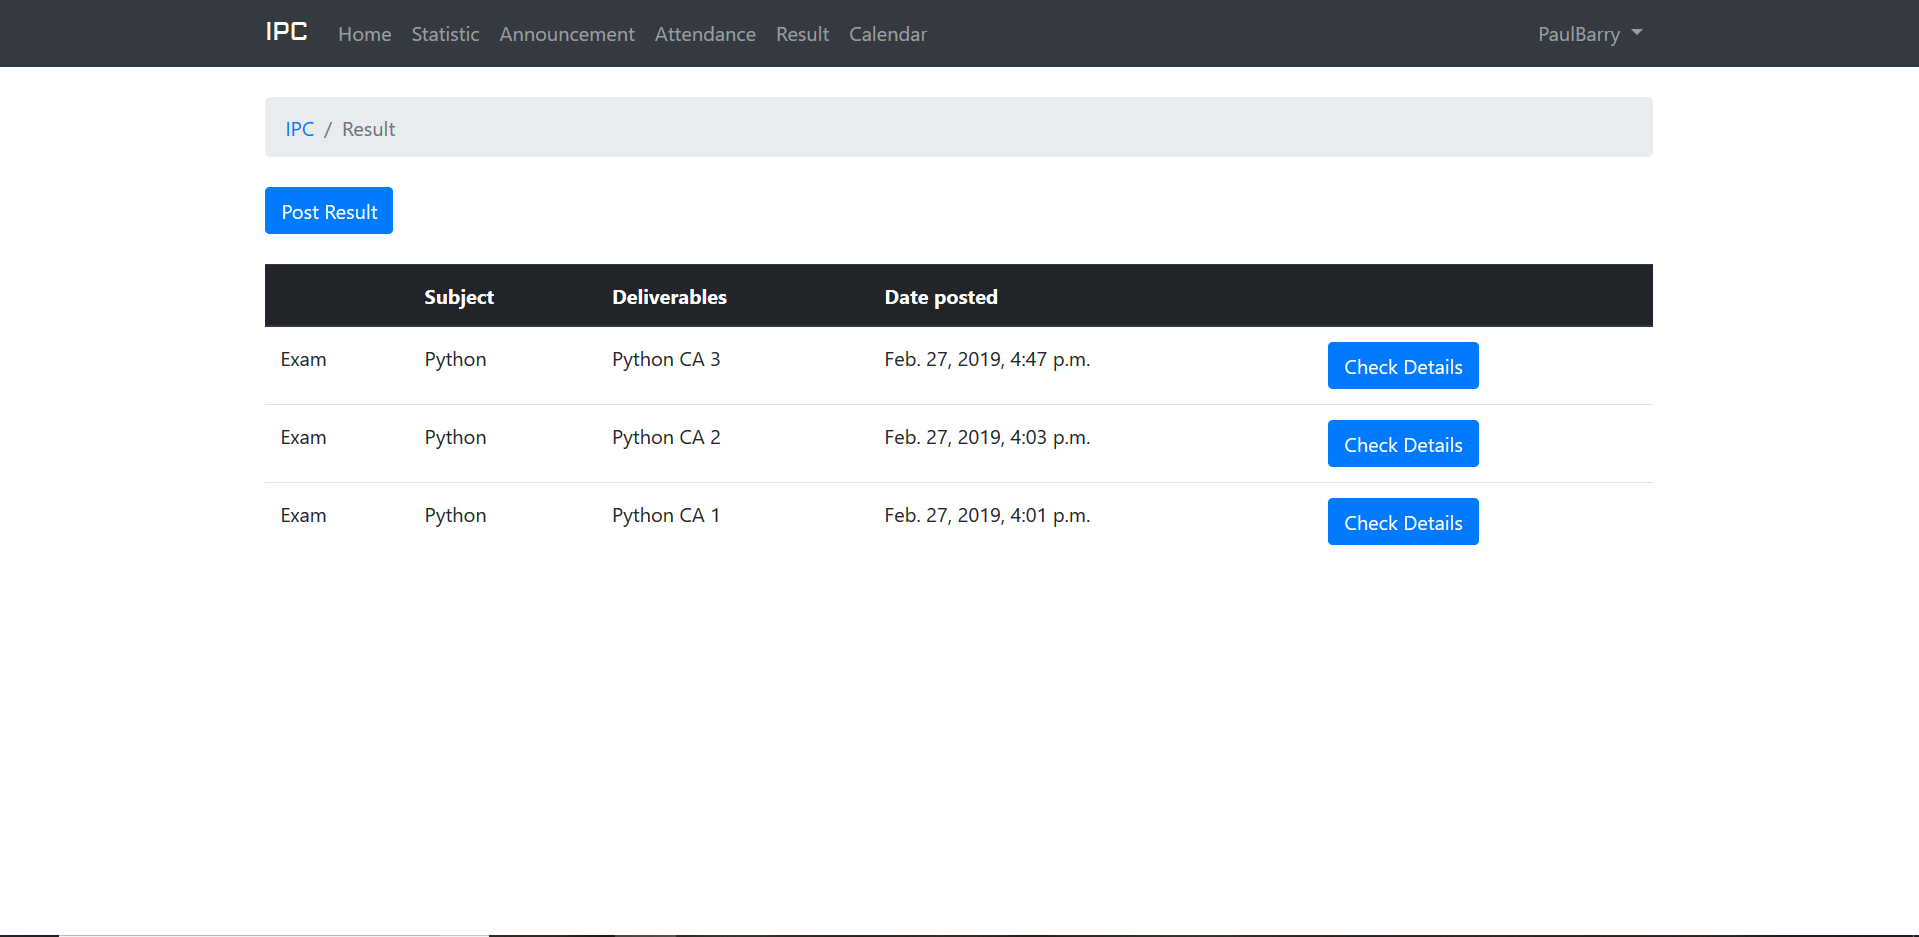 IPC Home Statistic Announcement Attendance Result Calendar PaulBarry
IPC / Result
Post Result
Subject Deliverables Date posted
Exam Python Python CA 3 Feb. 27, 2019, 4:47 p.m. Check Details
Exam Python Python CA 2 Feb. 27, 2019, 4:03 p.m. Check Details
Exam Python Python CA 1 Feb. 27, 2019, 4:01 p.m. Check Details